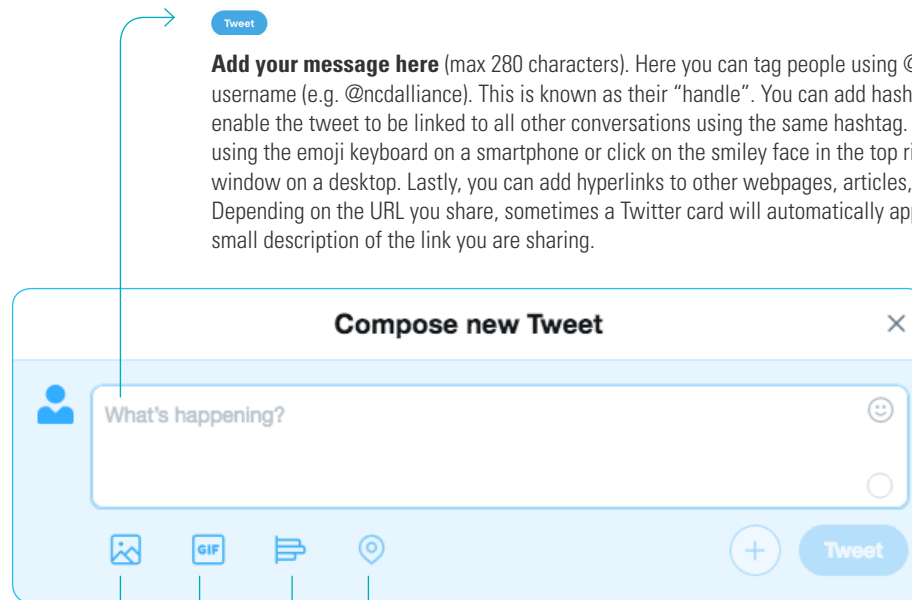 Tweet
Add your message here (max 280 characters). Here you can tag people using @
username (e.g. @ncdalliance). This is known as their “handle”. You can add hash
enable the tweet to be linked to all other conversations using the same hashtag.
using the emoji keyboard on a smartphone or click on the smiley face in the top ri
window on a desktop. Lastly, you can add hyperlinks to other webpages, articles,
Depending on the URL you share, sometimes a Twitter card will automatically app
small description of the link you are sharing.
Compose new Tweet
What's happening?
GIF
Tweet